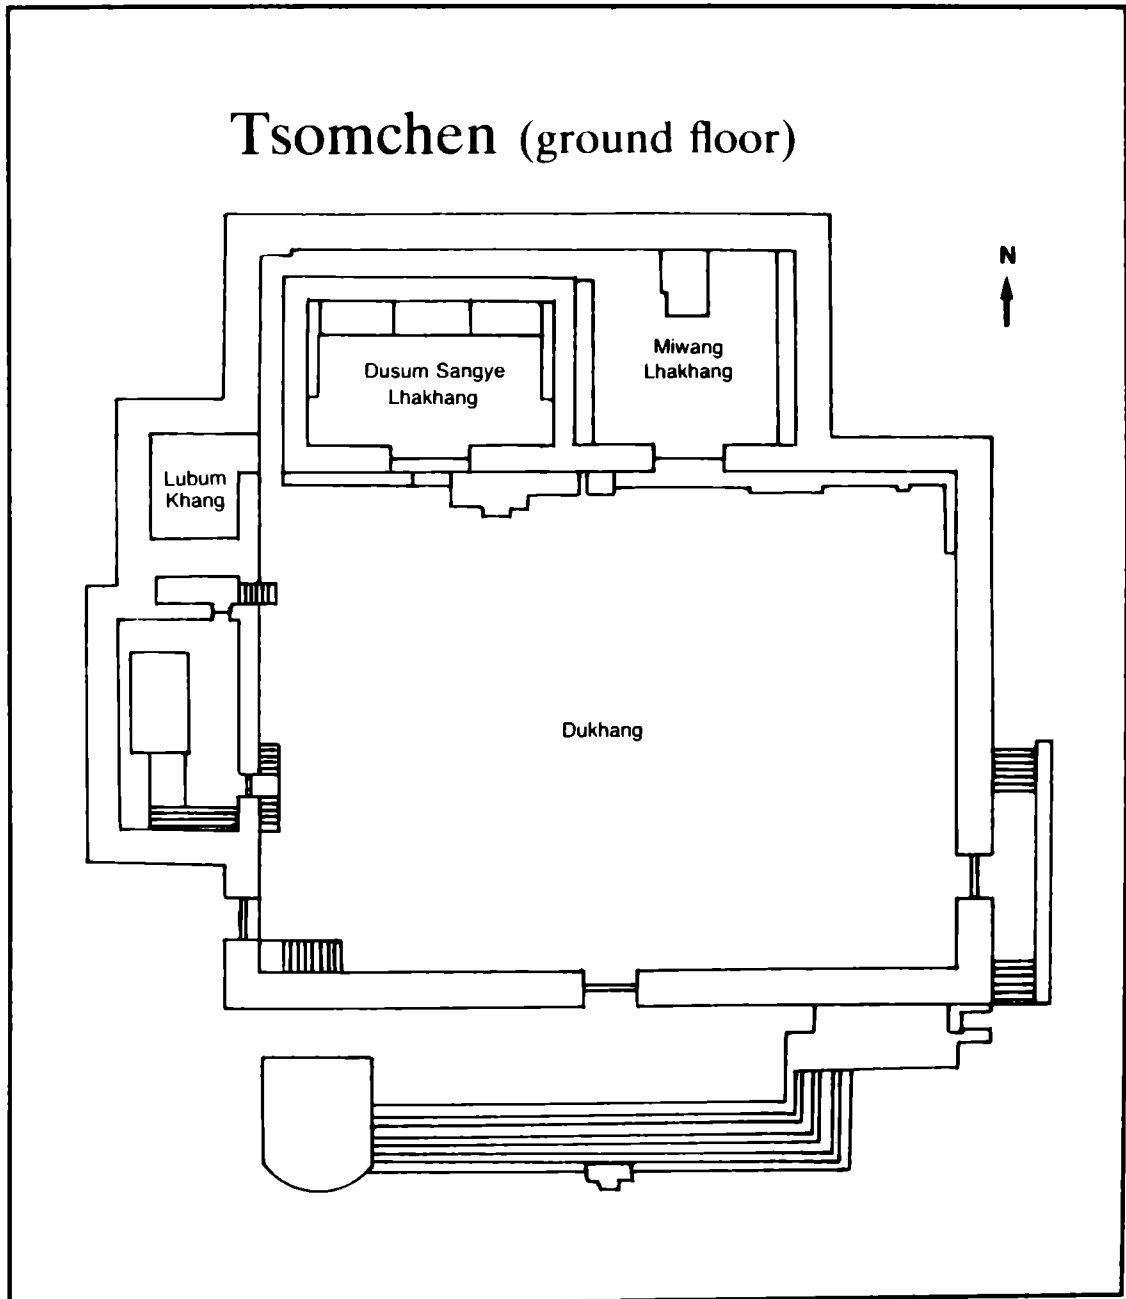 Tsomchen (ground floor)
N
Miwang
Lhakhang
Dusum Sangye
Lhakhang
Lubum
Khang
Dukhang